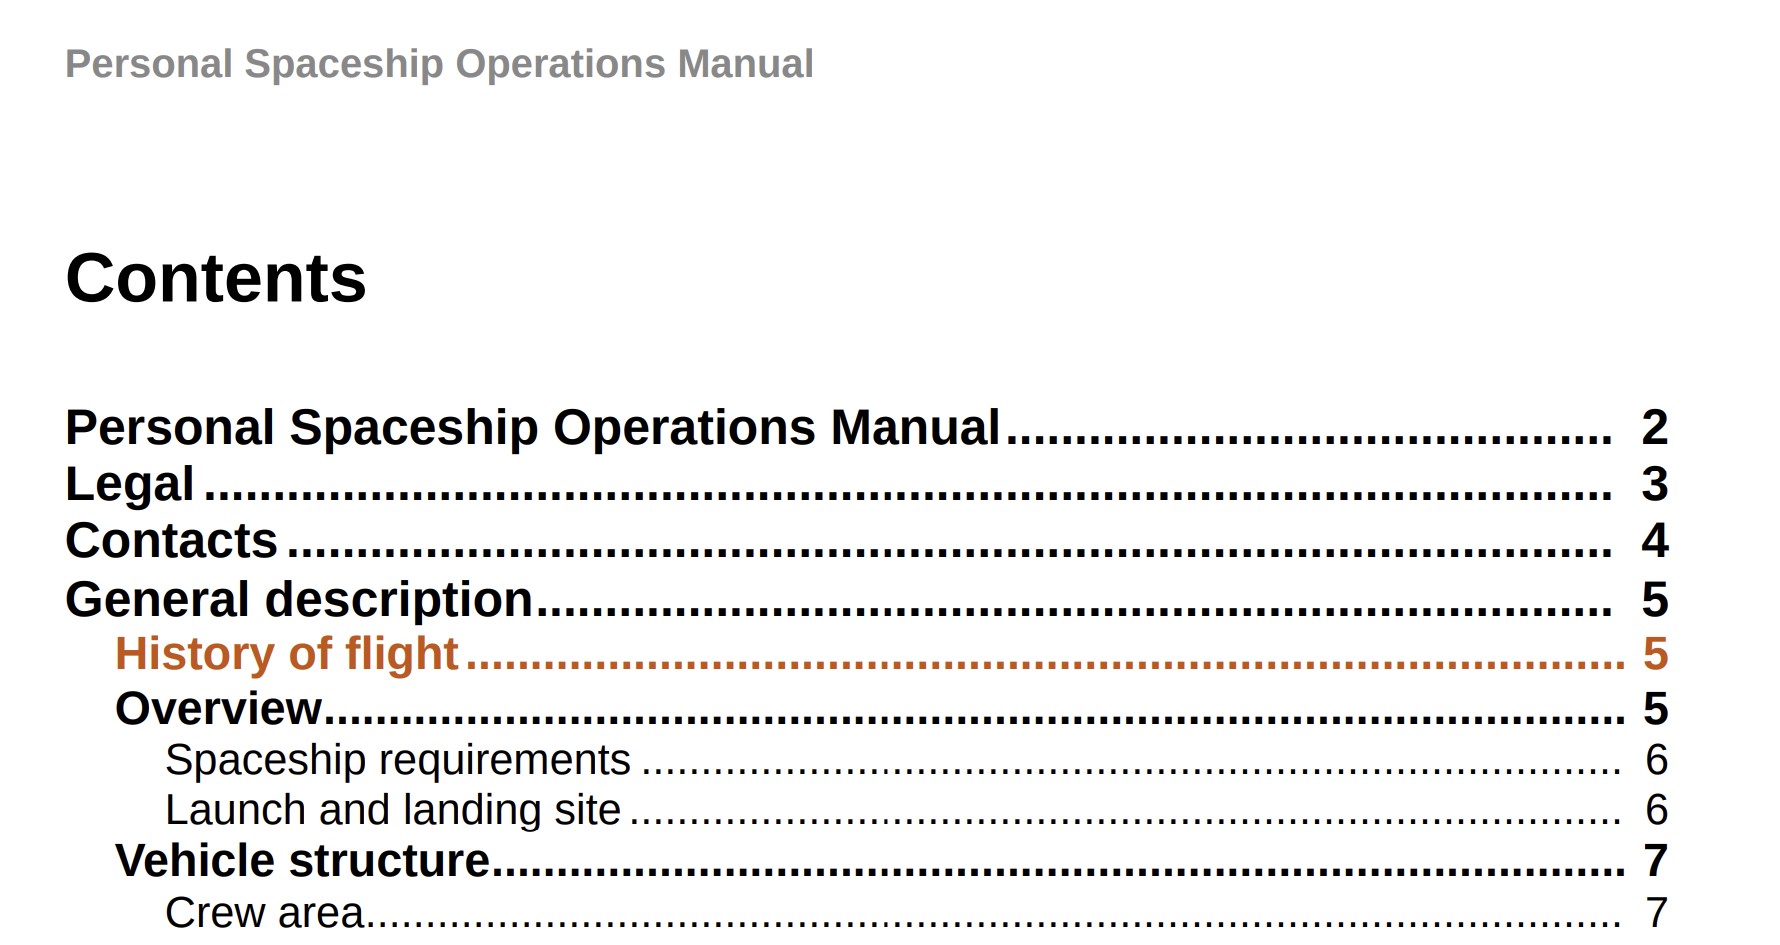 Personal Spaceship Operations Manual
Contents
Personal Spaceship Operations Manual............................................ 2
Legal ...................................................................................................... 3
Contacts ................................................................................................ 4
General description.............................................................................. 5
History of flight.......................................................................................... 5
Overview..................................................................................................... 5
Spaceship requirements ................................................................................. 6
Launch and landing site .................................................................................. 6
Vehicle structure........................................................................................ 7
Crew area........................................................................................................ 7